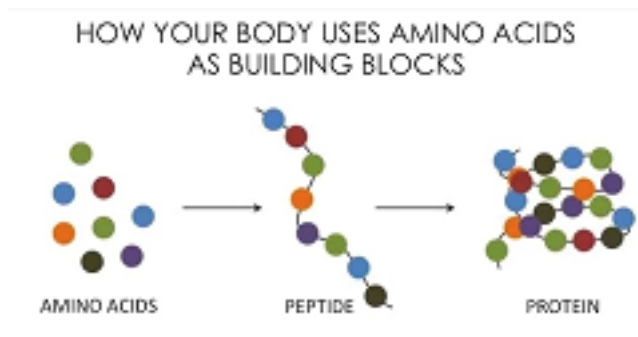 HOW YOUR BODY USES AMINO ACIDS
AS BUILDING BLOCKS
AMINO ACIDS
PEPTIDE
PROTEIN